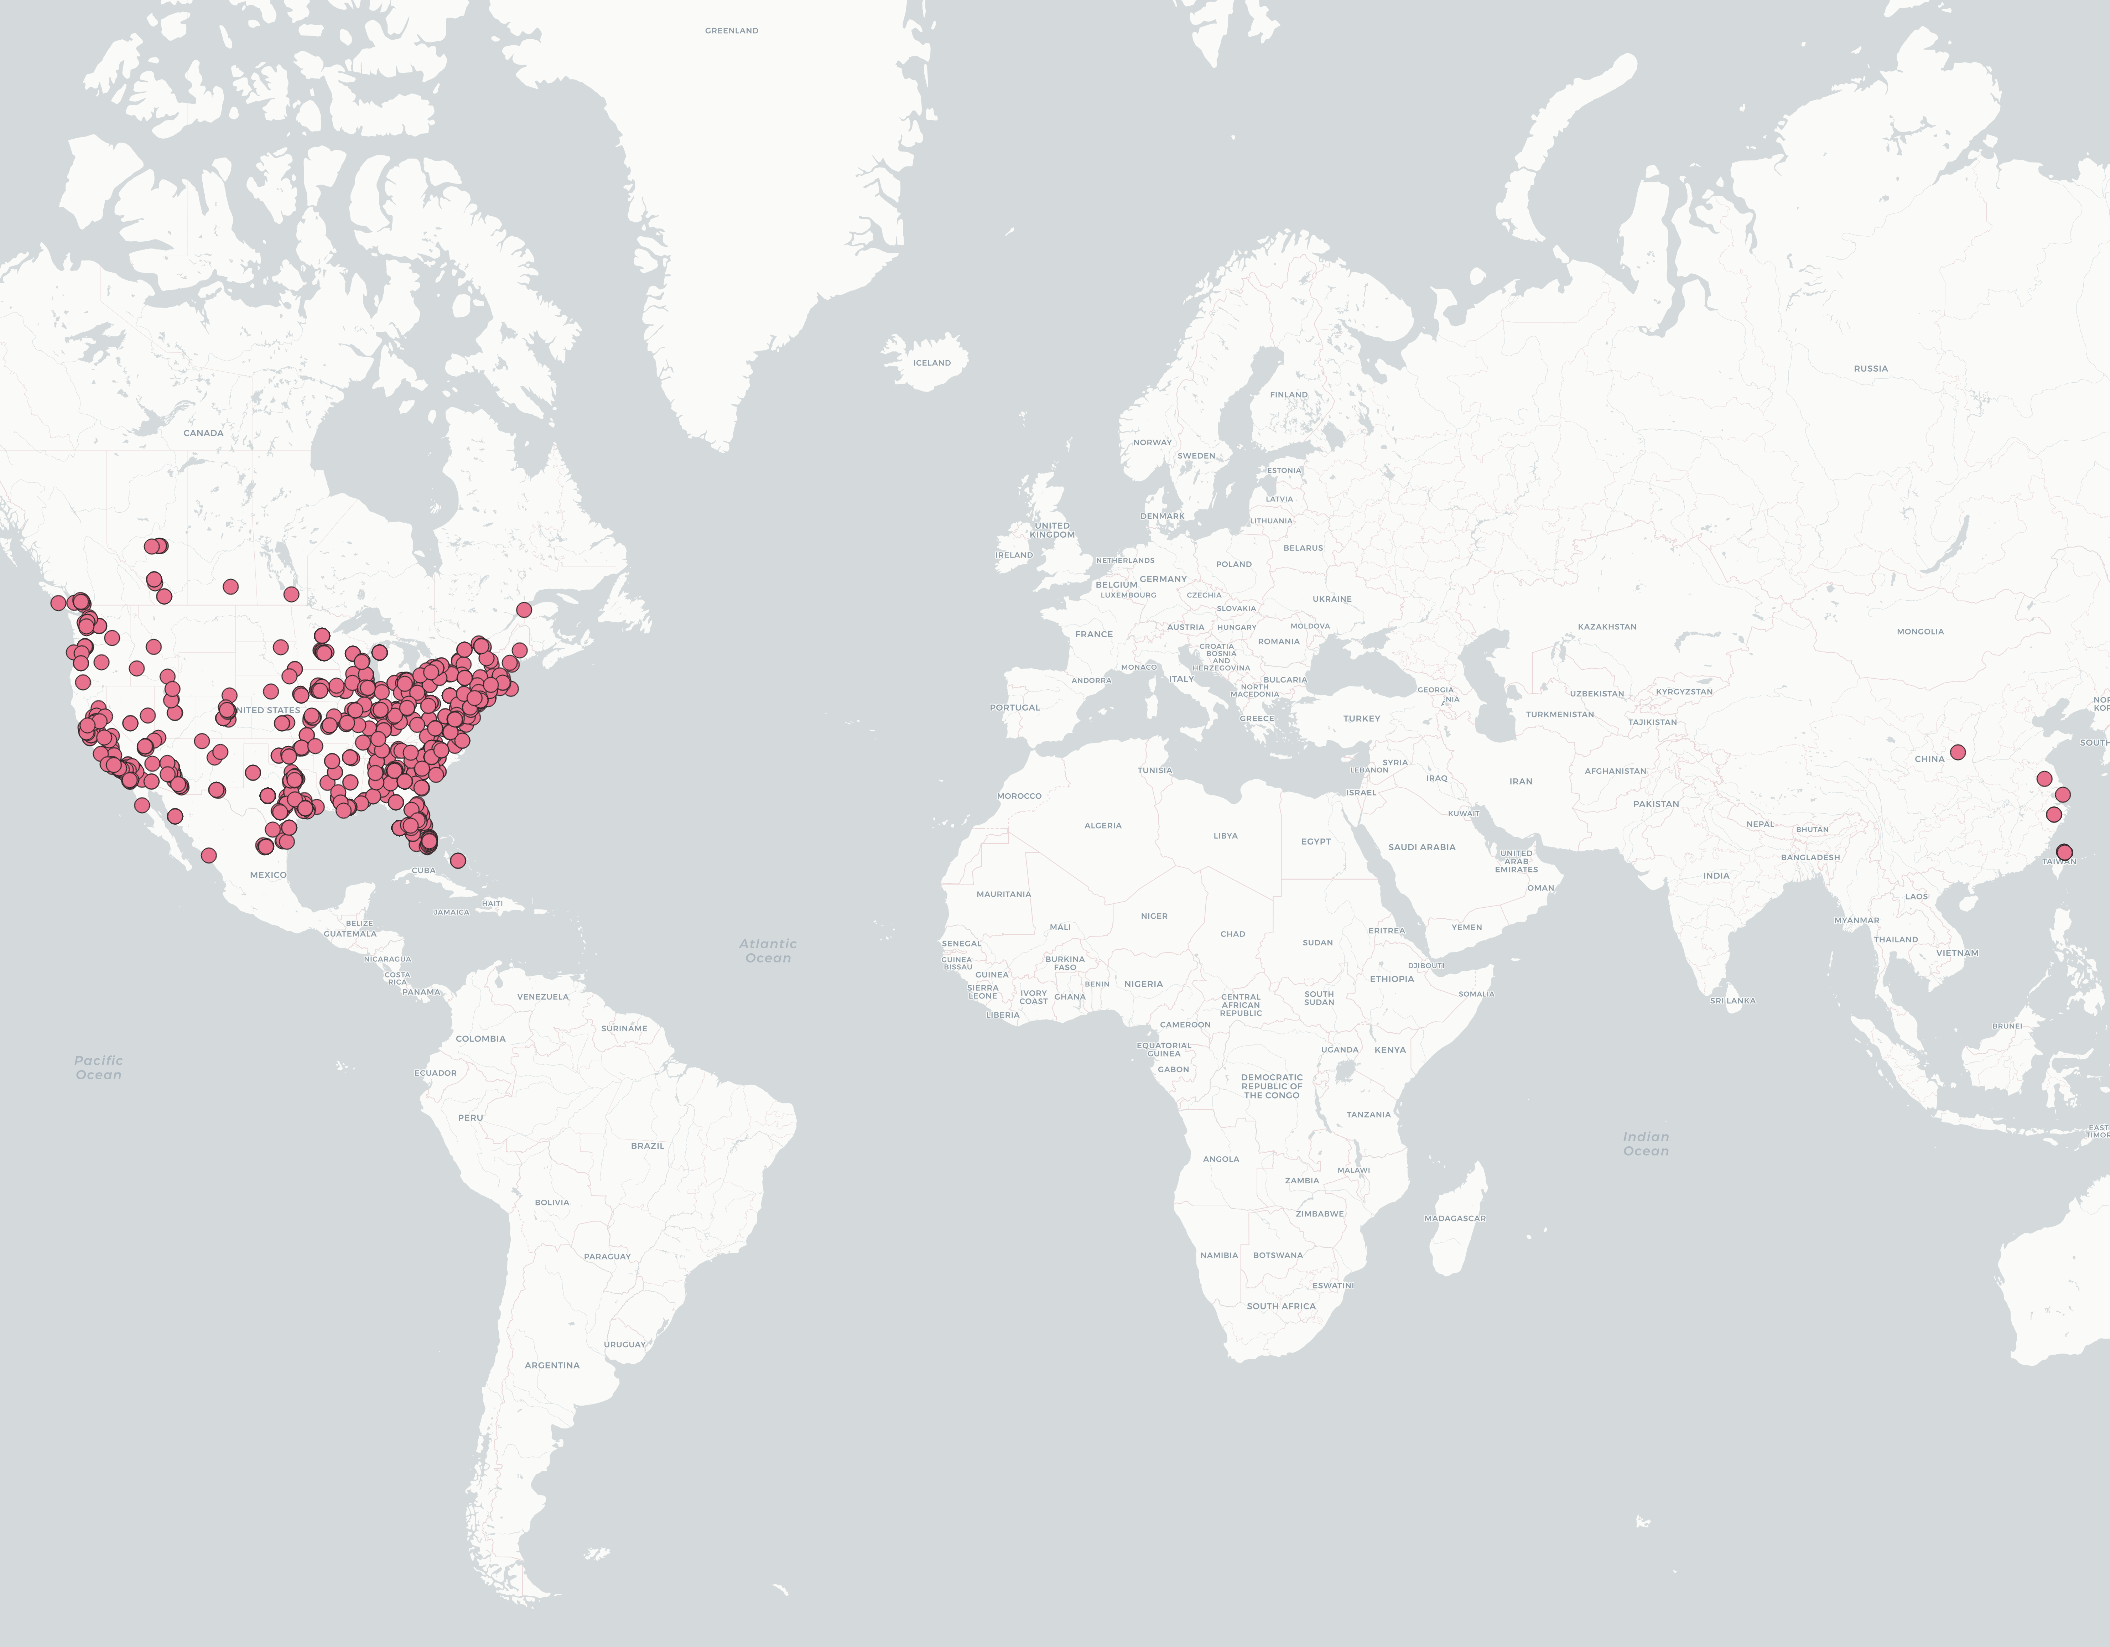 GREENLAND
ICELAND
RUSSIA
FINLAND
CANADA
NORWAY
SWEDEN
ESTONIA
LATVIA
DENMARK
LITHUANIA
UNITED
KINGDOM
IRELAND
BELARUS
NETHERLANDS
POLAND
GERMANY
BELGIUM
LUXEMBOURG
CZECHIA
UKRAINE
SLOVAKIA
AUSTRIA
HUNGARY
MOLDOVA
KAZAKHSTAN
MONGOLIA
FRANCE
ROMANIA
CROATIA
BOSNIA
AND
HERZEGOVINA
MONACO
ITALY
ANDORRA
BULGARIA
NORTH
MACEDONIA
GEORGIA
NIA
UZBEKISTAN
KYRGYZSTAN
PORTUGAL
GREECE
TURKEY
TURKMENISTAN
TAJIKISTAN
NOR
KOR
NITED STATES
SOUTH
CHINA
TUNISIA
SYRIA
LEBANON
IRAQ
IRAN
AFGHANISTAN
ISRAEL
MOROCCO
PAKISTAN
KUWAIT
ALGERIA
LIBYA
EGYPT
NEPAL
BHUTAN
SAUDI ARABIA
UNITED
ARAB
EMIRATES
BANGLADESH
TAIWAN
CUBA
MEXICO
INDIA
OMAN
MAURITANIA
LAOS
HAITI
JAMAICA
NIGER
MALI
BELIZE
GUATEMALA
CHAD
SUDAN
ERITREA
YEMEN
MYANMAR
THAILAND
VIETNAM
Atlantic
Ocean
SENEGAL
GUINEA
BISSAU
BURKINA
FASO
NICARAGUA
COSTA
RICA
PANAMA
GUINEA
DJIBOUTI
ETHIOPIA
BENIN
NIGERIA
SIERRA
LEONE
IVORY
COAST
GHANA
CENTRAL
AFRICAN
REPUBLIC
SOUTH
SUDAN
SOMALIA
SRI LANKA
VENEZUELA
LIBERIA
CAMEROON
BRUNEI
SURINAME
COLOMBIA
EQUATORIAL
GUINEA
UGANDA
KENYA
Pacific
Ocean
ECUADOR
GABON
DEMOCRATIC
REPUBLIC OF
THE CONGO
PERU
TANZANIA
EAST
TIMOR
BRAZIL
Indian
Ocean
ANGOLA
MALAWI
ZAMBIA
BOLIVIA
ZIMBABWE
MADAGASCAR
PARAGUAY
NAMIBIA
BOTSWANA
ESWATINI
SOUTH AFRICA
URUGUAY
ARGENTINA